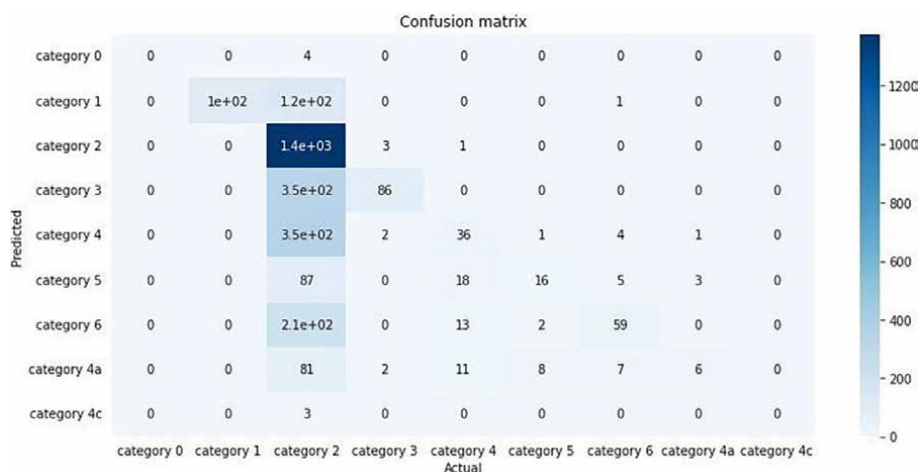 Confusion matrix
category 0 0 0 4 0 0 0 0 0 0
category 1 0 1e+02 1.2e+02 0 0 0 1 0 0
category 2 0 0 1.4e+03 3 1 0 0 0 0
category 3 0 0 3.5e+02 86 0 0 0 0 0
category 4 0 0 3.5e+02 2 36 1 4 1 0
category 5 0 0 87 0 18 16 5 3 0
category 6 0 0 2.1e+02 0 13 2 59 0 0
category 4a 0 0 81 2 11 8 7 6 0
category 4c 0 0 3 0 0 0 0 0 0
category 0 category 1 category 2 category 3 category 4 category 5 category 6 category 4a category 4c
Actual
Predicted
1200
1000
800
600
400
200
0